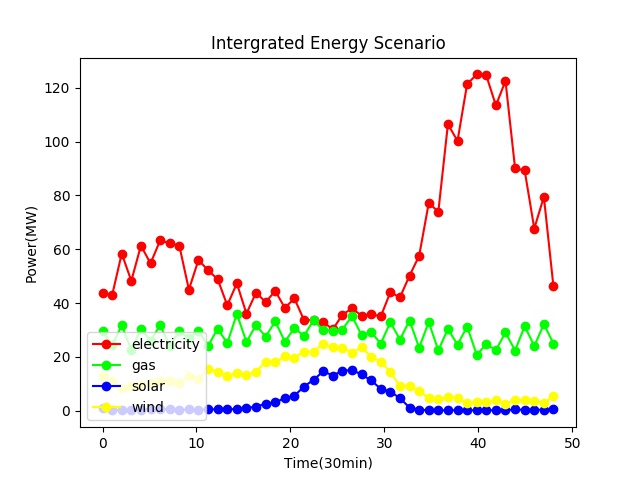 Intergrated Energy Scenario
Power(MW)
120
100
80
60
40
20
0
electricity
gas
solar
wind
0 10 20 30 40 50
Time(30min)